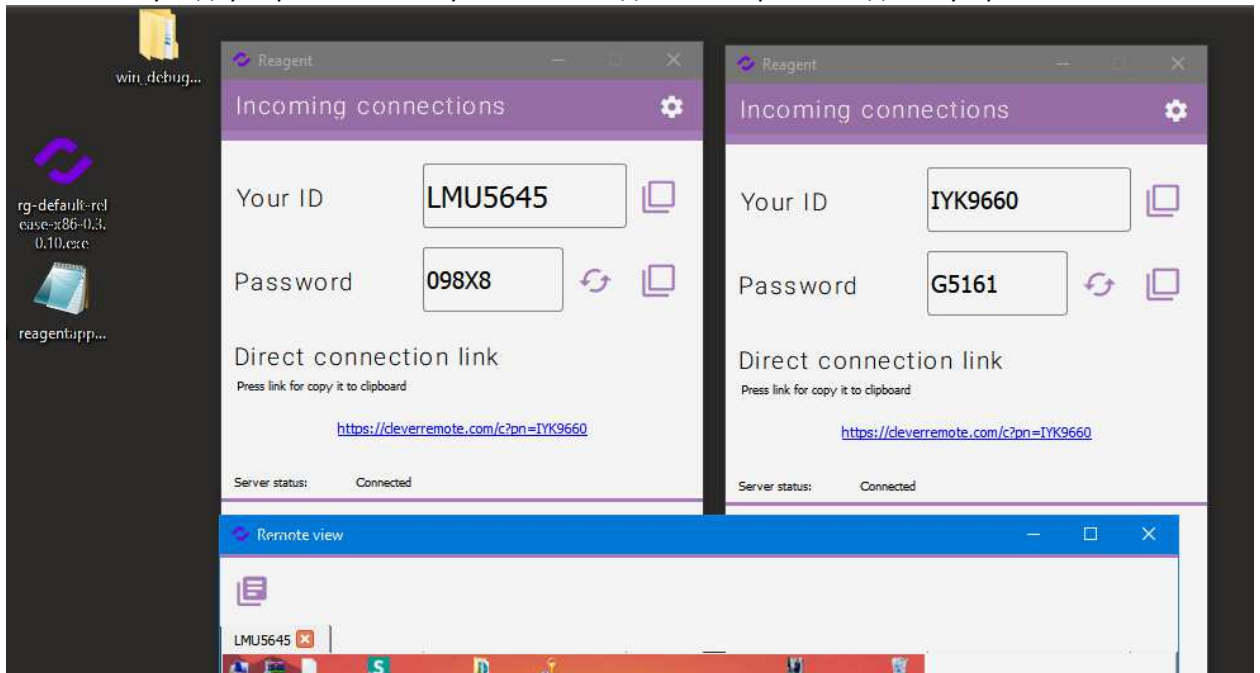 win_debug...
rg-default-rel
ease-x86-0.3.
0.10.exe
reagentapp...
Reagent
Incoming connections
Your ID
LMU5645
Password
098X8
Direct connection link
Press link for copy it to clipboard
https://cleverremote.com/c?pn=IYK9660
Server status: Connected
Reagent
Incoming connections
Your ID
IYK9660
Password
G5161
Direct connection link
Press link for copy it to clipboard
https://cleverremote.com/c?pn=IYK9660
Server status: Connected
Remote view
LMU5645
S